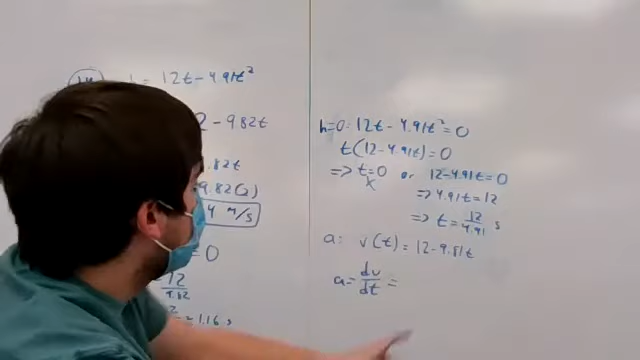 h = 12t - 4.91t²
2 - 9.82t
.82t
9.82(2)
4 m/s
= 0
12
9.82
= 1.16 s
h=0: 12t - 4.91t² = 0
t(12 - 4.91t) = 0
=> t=0 or 12 - 4.91t = 0
x
=> 4.91t = 12
=> t = 12/4.91 s
a: v(t) = 12 - 9.81t
a = dv/dt =